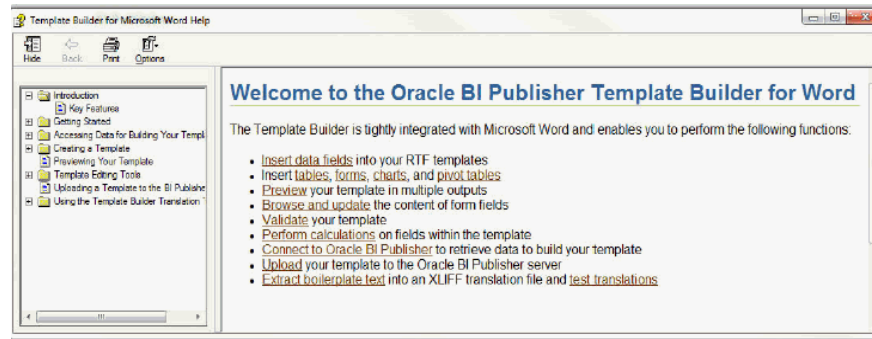 Template Builder for Microsoft Word Help
Hide Back Print Options
Introduction
Key Features
Getting Started
Accessing Data for Building Your Templ
Creating a Template
Previewing Your Template
Template Editing Tools
Uploading a Template to the BI Publishe
Using the Template Builder Translation
Welcome to the Oracle BI Publisher Template Builder for Word
The Template Builder is tightly integrated with Microsoft Word and enables you to perform the following functions:
• Insert data fields into your RTF templates
• Insert tables, forms, charts, and pivot tables
• Preview your template in multiple outputs
• Browse and update the content of form fields
• Validate your template
• Perform calculations on fields within the template
• Connect to Oracle BI Publisher to retrieve data to build your template
• Upload your template to the Oracle BI Publisher server
• Extract boilerplate text into an XLIFF translation file and test translations